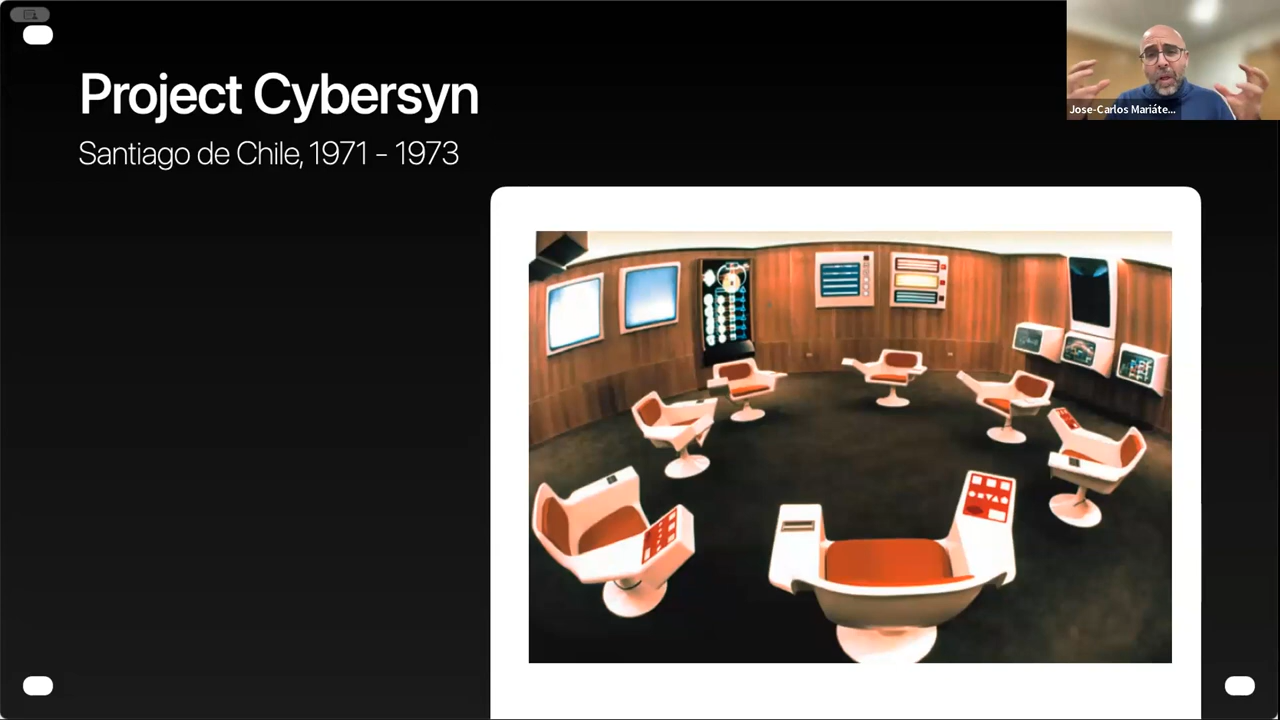 Project Cybersyn
Santiago de Chile, 1971 – 1973
Jose-Carlos Mariáte...